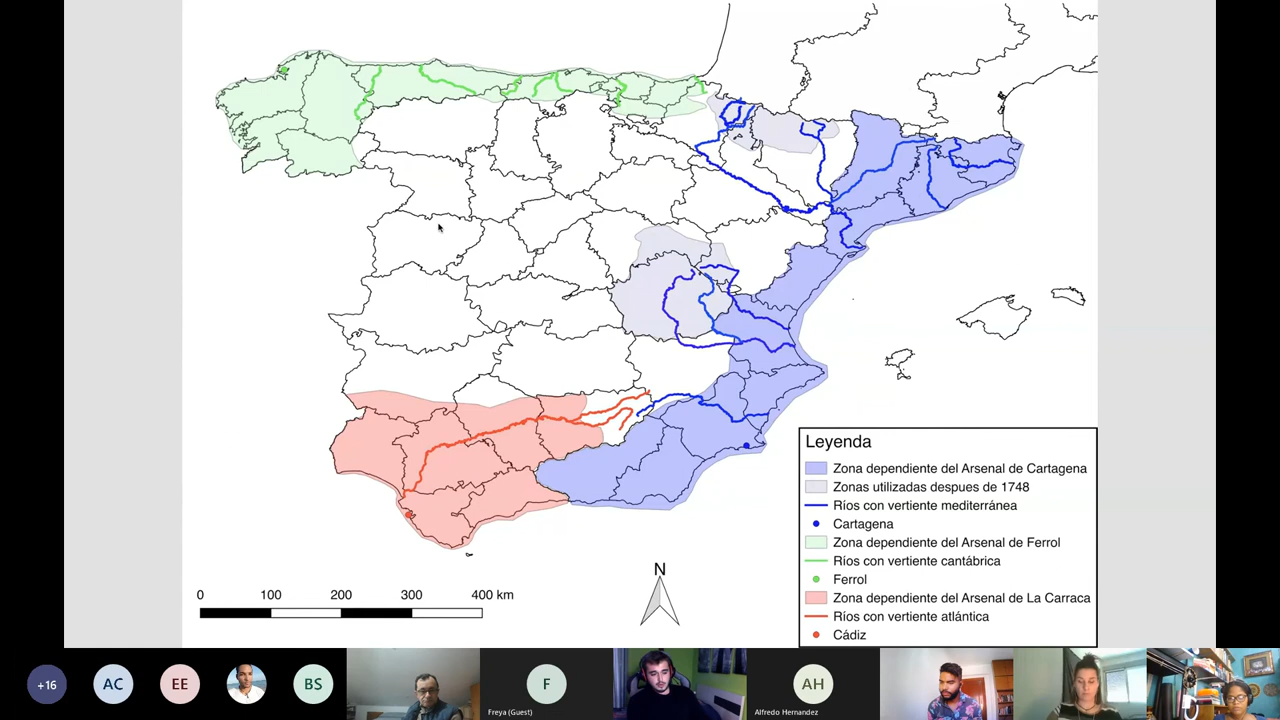 Leyenda
Zona dependiente del Arsenal de Cartagena
Zonas utilizadas despues de 1748
Ríos con vertiente mediterránea
Cartagena
Zona dependiente del Arsenal de Ferrol
Ríos con vertiente cantábrica
Ferrol
Zona dependiente del Arsenal de La Carraca
Ríos con vertiente atlántica
Cádiz
N
0 100 200 300 400 km
+16
AC
EE
BS
F
Freya (Guest)
AH
Alfredo Hernandez